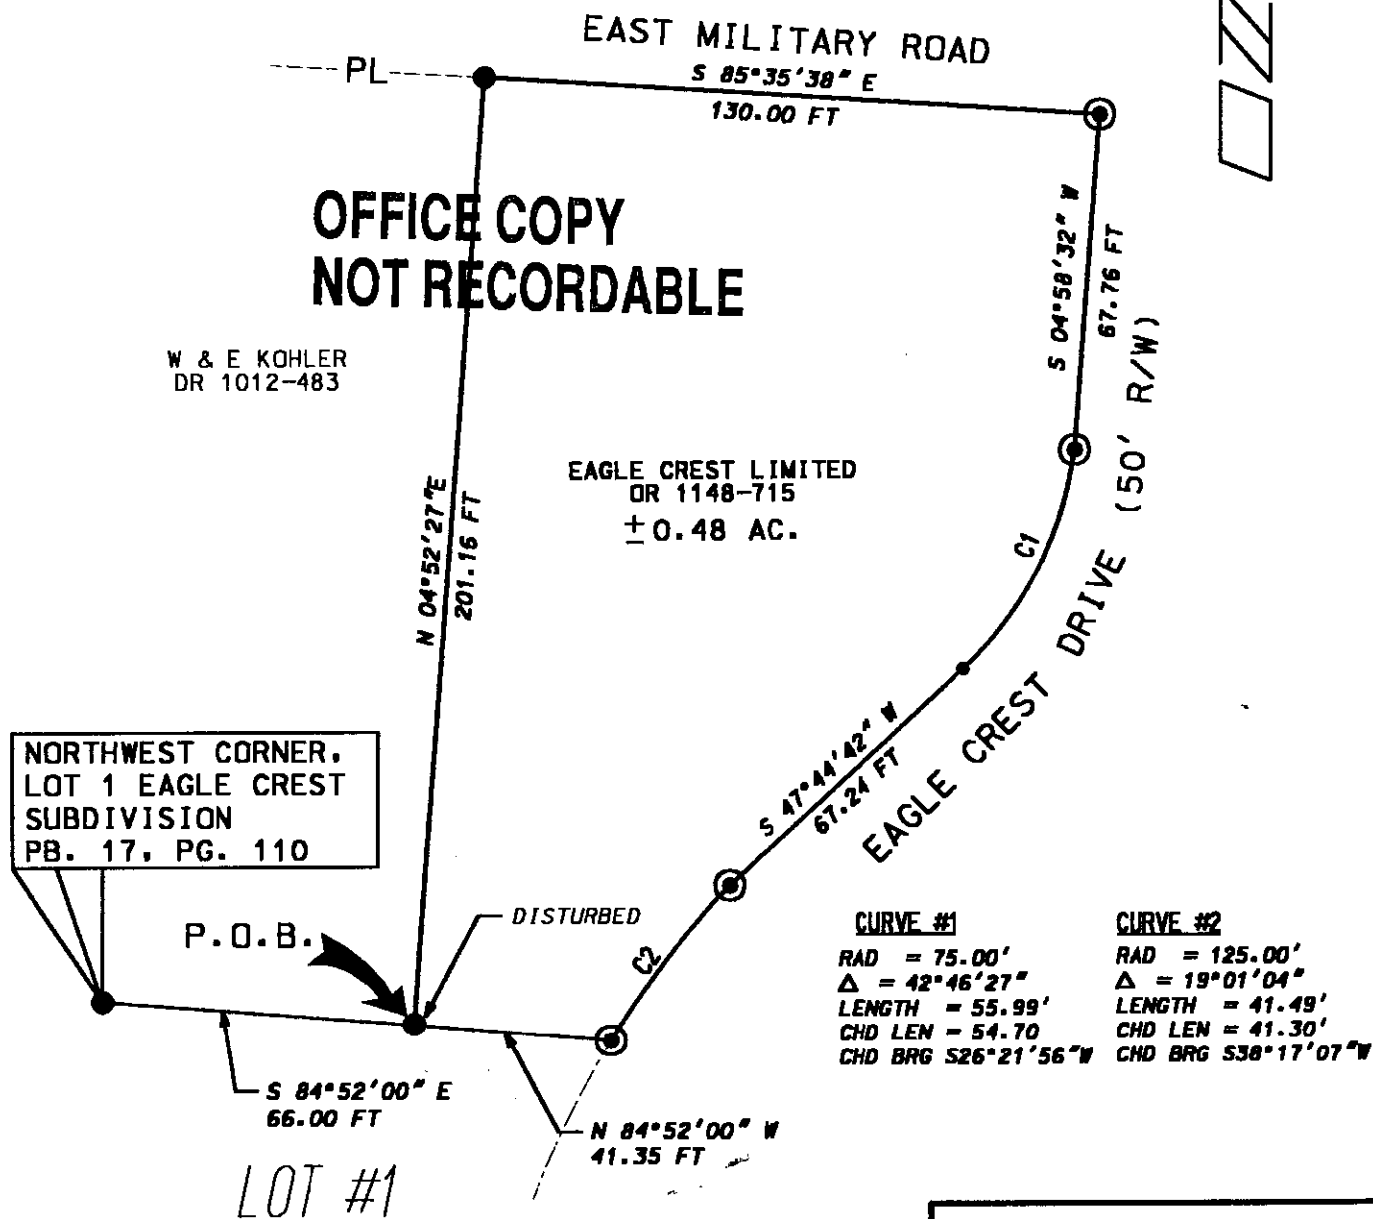 EAST MILITARY ROAD
PL
S 85°35'38" E
130.00 FT
OFFICE COPY
NOT RECORDABLE
S 04°58'32" W
67.76 FT
W & E KOHLER
DR 1012-483
EAGLE CREST LIMITED
OR 1148-715
±0.48 AC.
N 04°52'27"E
201.16 FT
C1
EAGLE CREST DRIVE (50' R/W)
S 47°44'42" W
67.24 FT
NORTHWEST CORNER,
LOT 1 EAGLE CREST
SUBDIVISION
PB. 17, PG. 110
P.O.B.
DISTURBED
C2
CURVE #1
RAD = 75.00'
Δ = 42°46'27"
LENGTH = 55.99'
CHD LEN = 54.70
CHD BRG S26°21'56"W
CURVE #2
RAD = 125.00'
Δ = 19°01'04"
LENGTH = 41.49'
CHD LEN = 41.30'
CHD BRG S38°17'07"W
S 84°52'00" E
66.00 FT
N 84°52'00" W
41.35 FT
LOT #1